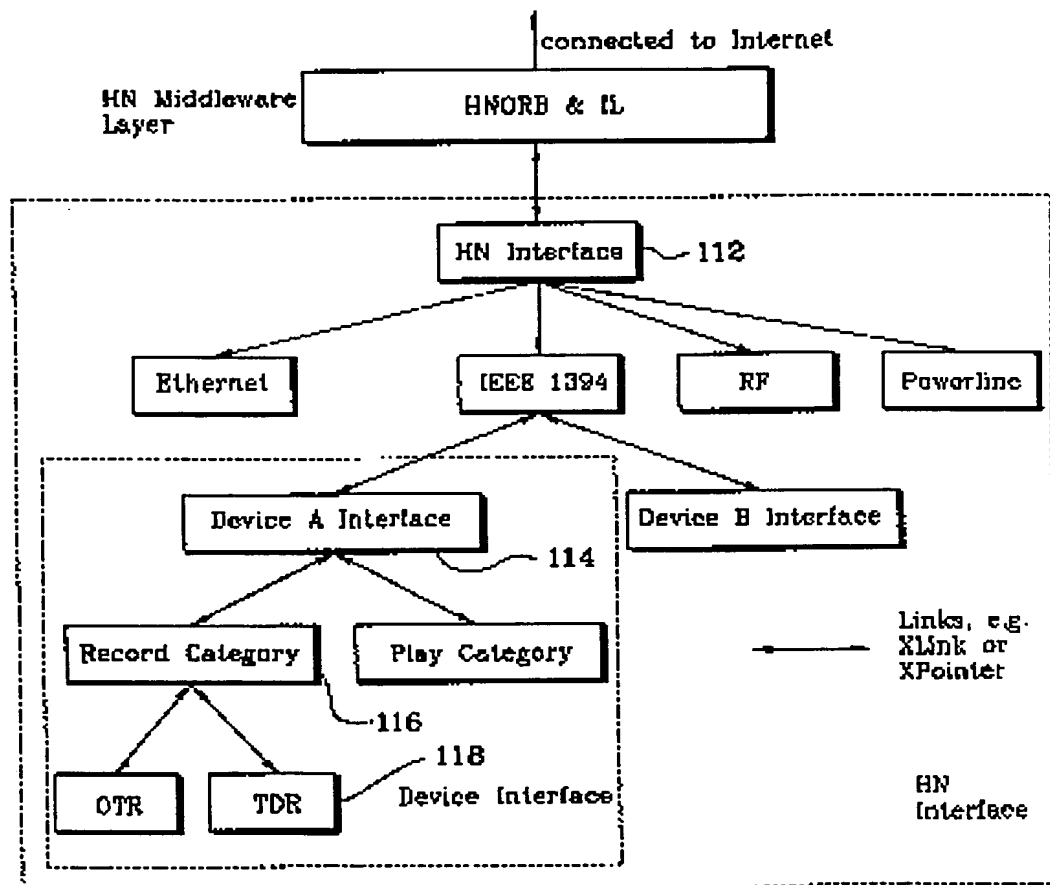 connected to Internet
HN Middleware
Layer
HNORB & IL
HN Interface
112
Ethernet
IEEE 1394
RF
Powerline
Device A Interface
Device B Interface
114
Record Category
Play Category
Links, e.g.
XLink or
XPointer
116
118
OTR
TDR
Device Interface
HN
Interface